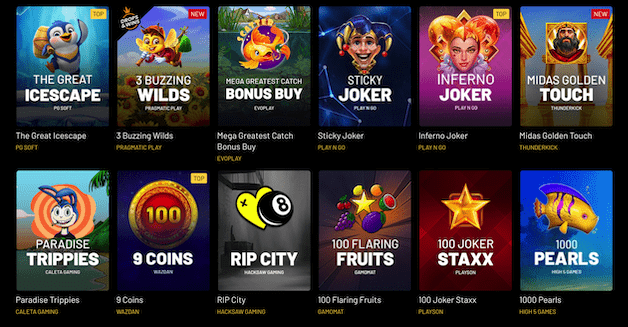 TOP
DROPS
& WINS
NEW
TOP
NEW
THE GREAT
ICESCAPE
PG SOFT
3 BUZZING
WILDS
PRAGMATIC PLAY
MEGA GREATEST CATCH
BONUS BUY
EVOPLAY
STICKY
JOKER
PLAY N GO
INFERNO
JOKER
PLAY N GO
MIDAS GOLDEN
TOUCH
THUNDERKICK
The Great Icescape
PG SOFT
3 Buzzing Wilds
PRAGMATIC PLAY
Mega Greatest Catch
Bonus Buy
EVOPLAY
Sticky Joker
PLAY N GO
Inferno Joker
PLAY N GO
Midas Golden Touch
THUNDERKICK
TOP
100
8
PARADISE
TRIPPIES
CALETA GAMING
9 COINS
WAZDAN
RIP CITY
HACKSAW GAMING
100 FLARING
FRUITS
GAMOMAT
100 JOKER
STAXX
PLAYSON
1000
PEARLS
HIGH 5 GAMES
Paradise Trippies
CALETA GAMING
9 Coins
WAZDAN
RIP City
HACKSAW GAMING
100 Flaring Fruits
GAMOMAT
100 Joker Staxx
PLAYSON
1000 Pearls
HIGH 5 GAMES